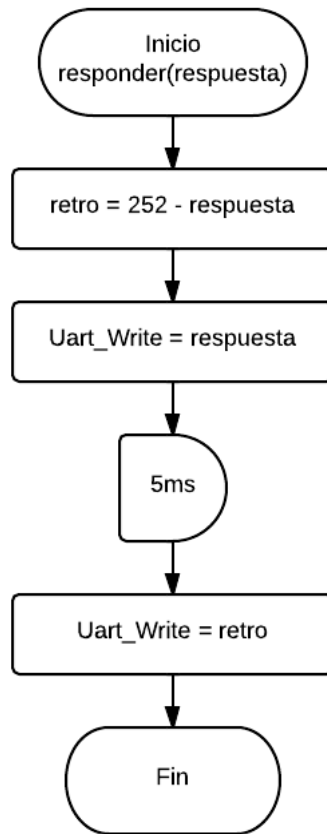 Inicio
responder(respuesta)
retro = 252 - respuesta
Uart_Write = respuesta
5ms
Uart_Write = retro
Fin